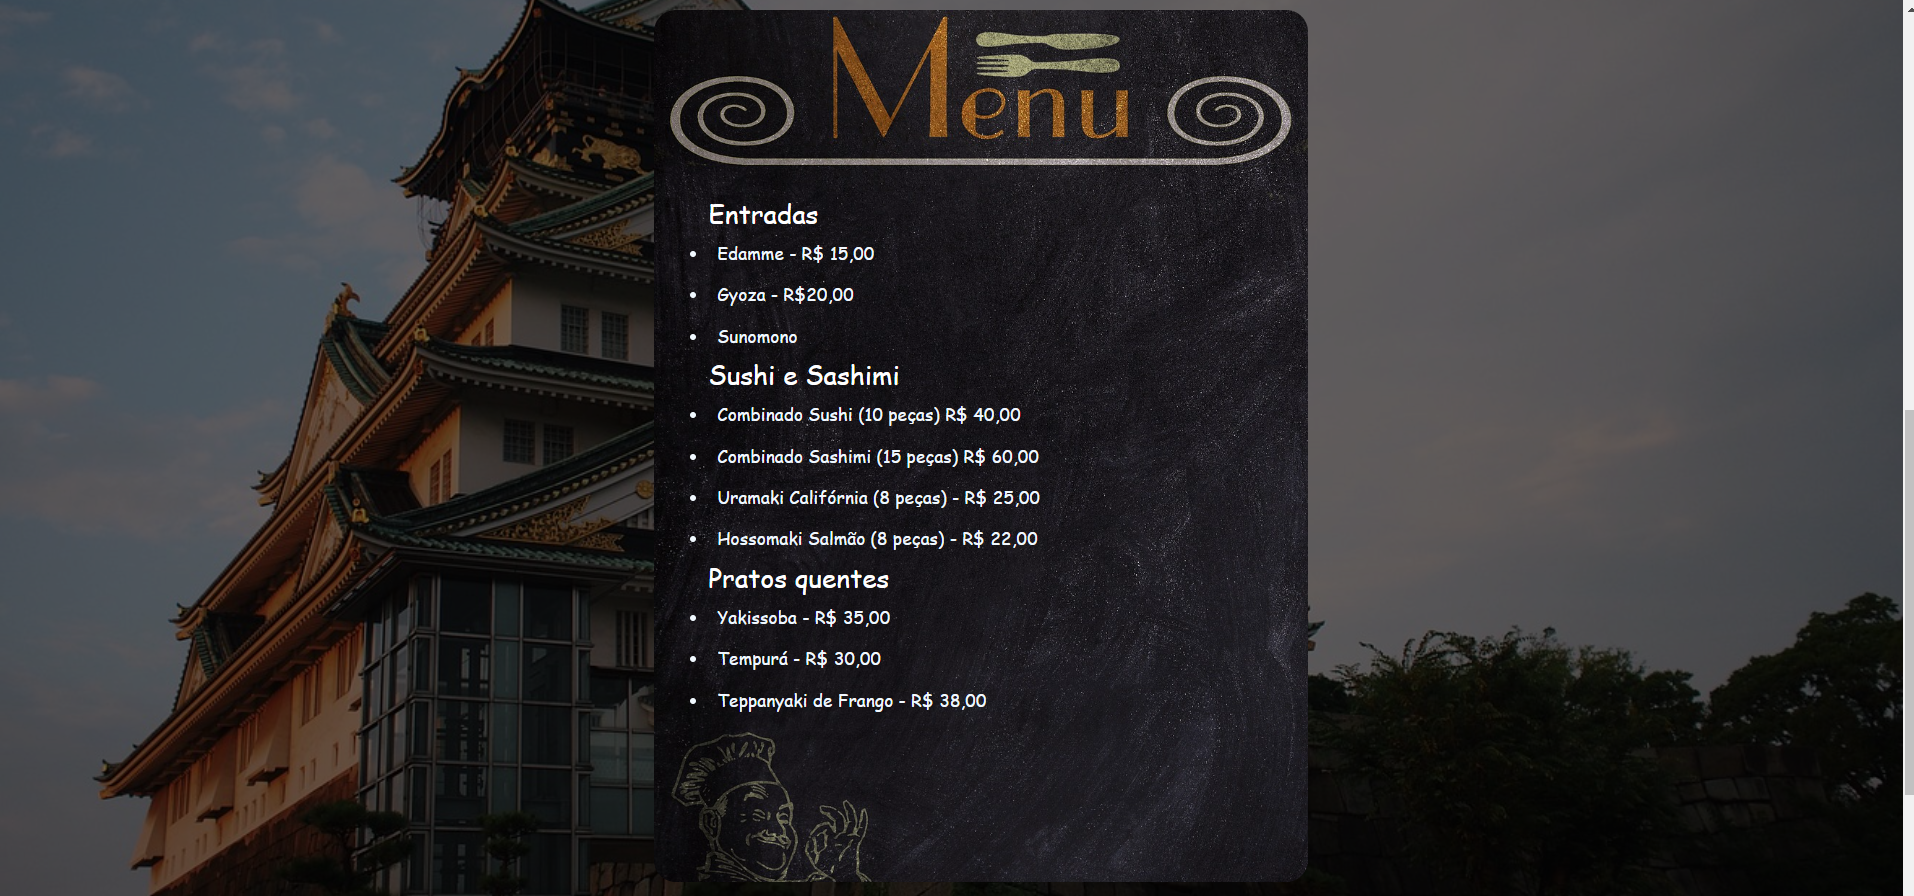 Menu
Entradas
Edamme - R$ 15,00
Gyoza - R$20,00
Sunomono
Sushi e Sashimi
Combinado Sushi (10 peças) R$ 40,00
Combinado Sashimi (15 peças) R$ 60,00
Uramaki Califórnia (8 peças) - R$ 25,00
Hossomaki Salmão (8 peças) - R$ 22,00
Pratos quentes
Yakissoba - R$ 35,00
Tempurá - R$ 30,00
Teppanyaki de Frango - R$ 38,00